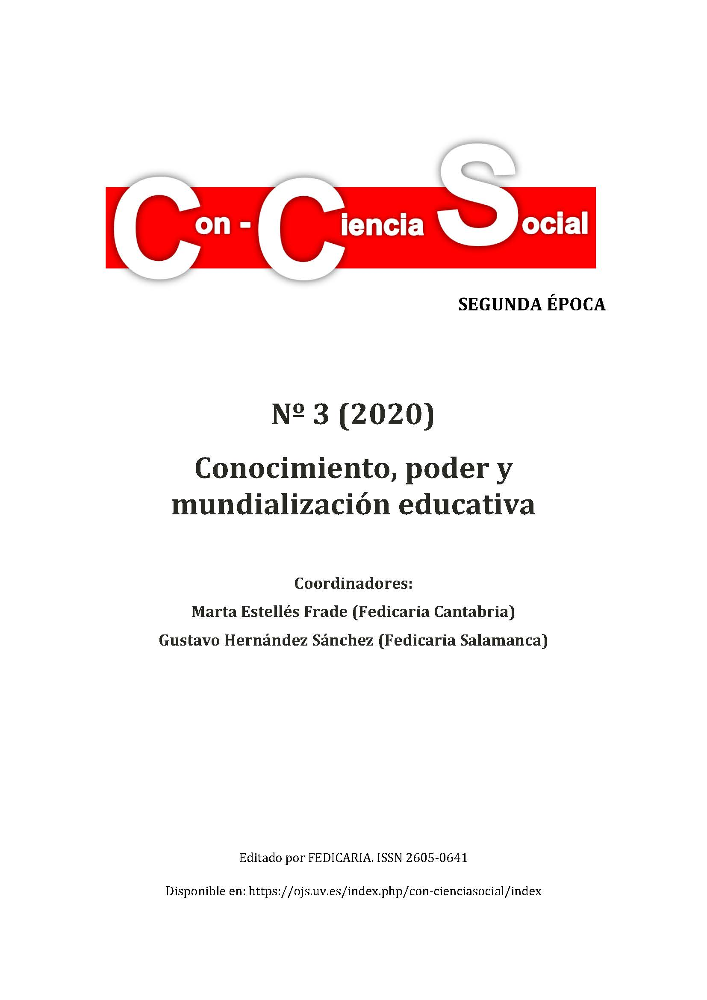 Con - Ciencia Social
SEGUNDA ÉPOCA
Nº 3 (2020)
Conocimiento, poder y
mundialización educativa
Coordinadores:
Marta Estellés Frade (Fedicaria Cantabria)
Gustavo Hernández Sánchez (Fedicaria Salamanca)
Editado por FEDICARIA. ISSN 2605-0641
Disponible en: https://ojs.uv.es/index.php/con-cienciasocial/index